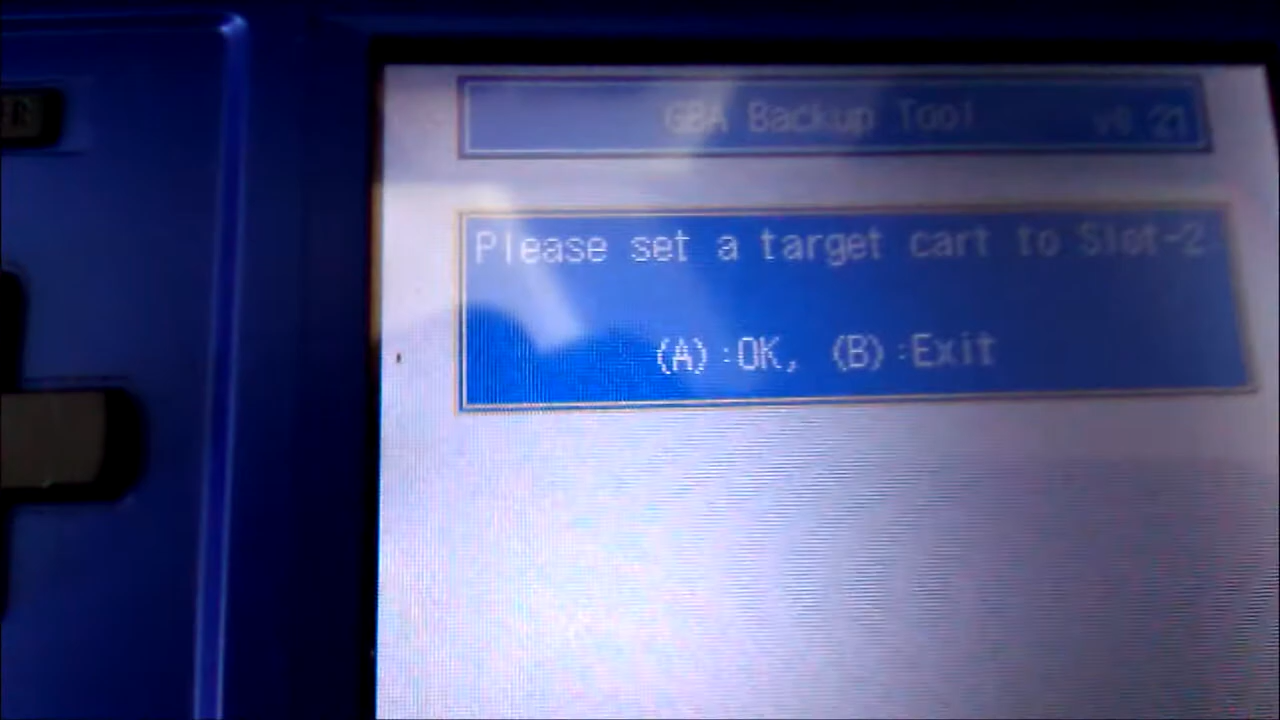 GBA Backup Tool
Please set a target cart to Slot-2
(A):OK, (B):Exit